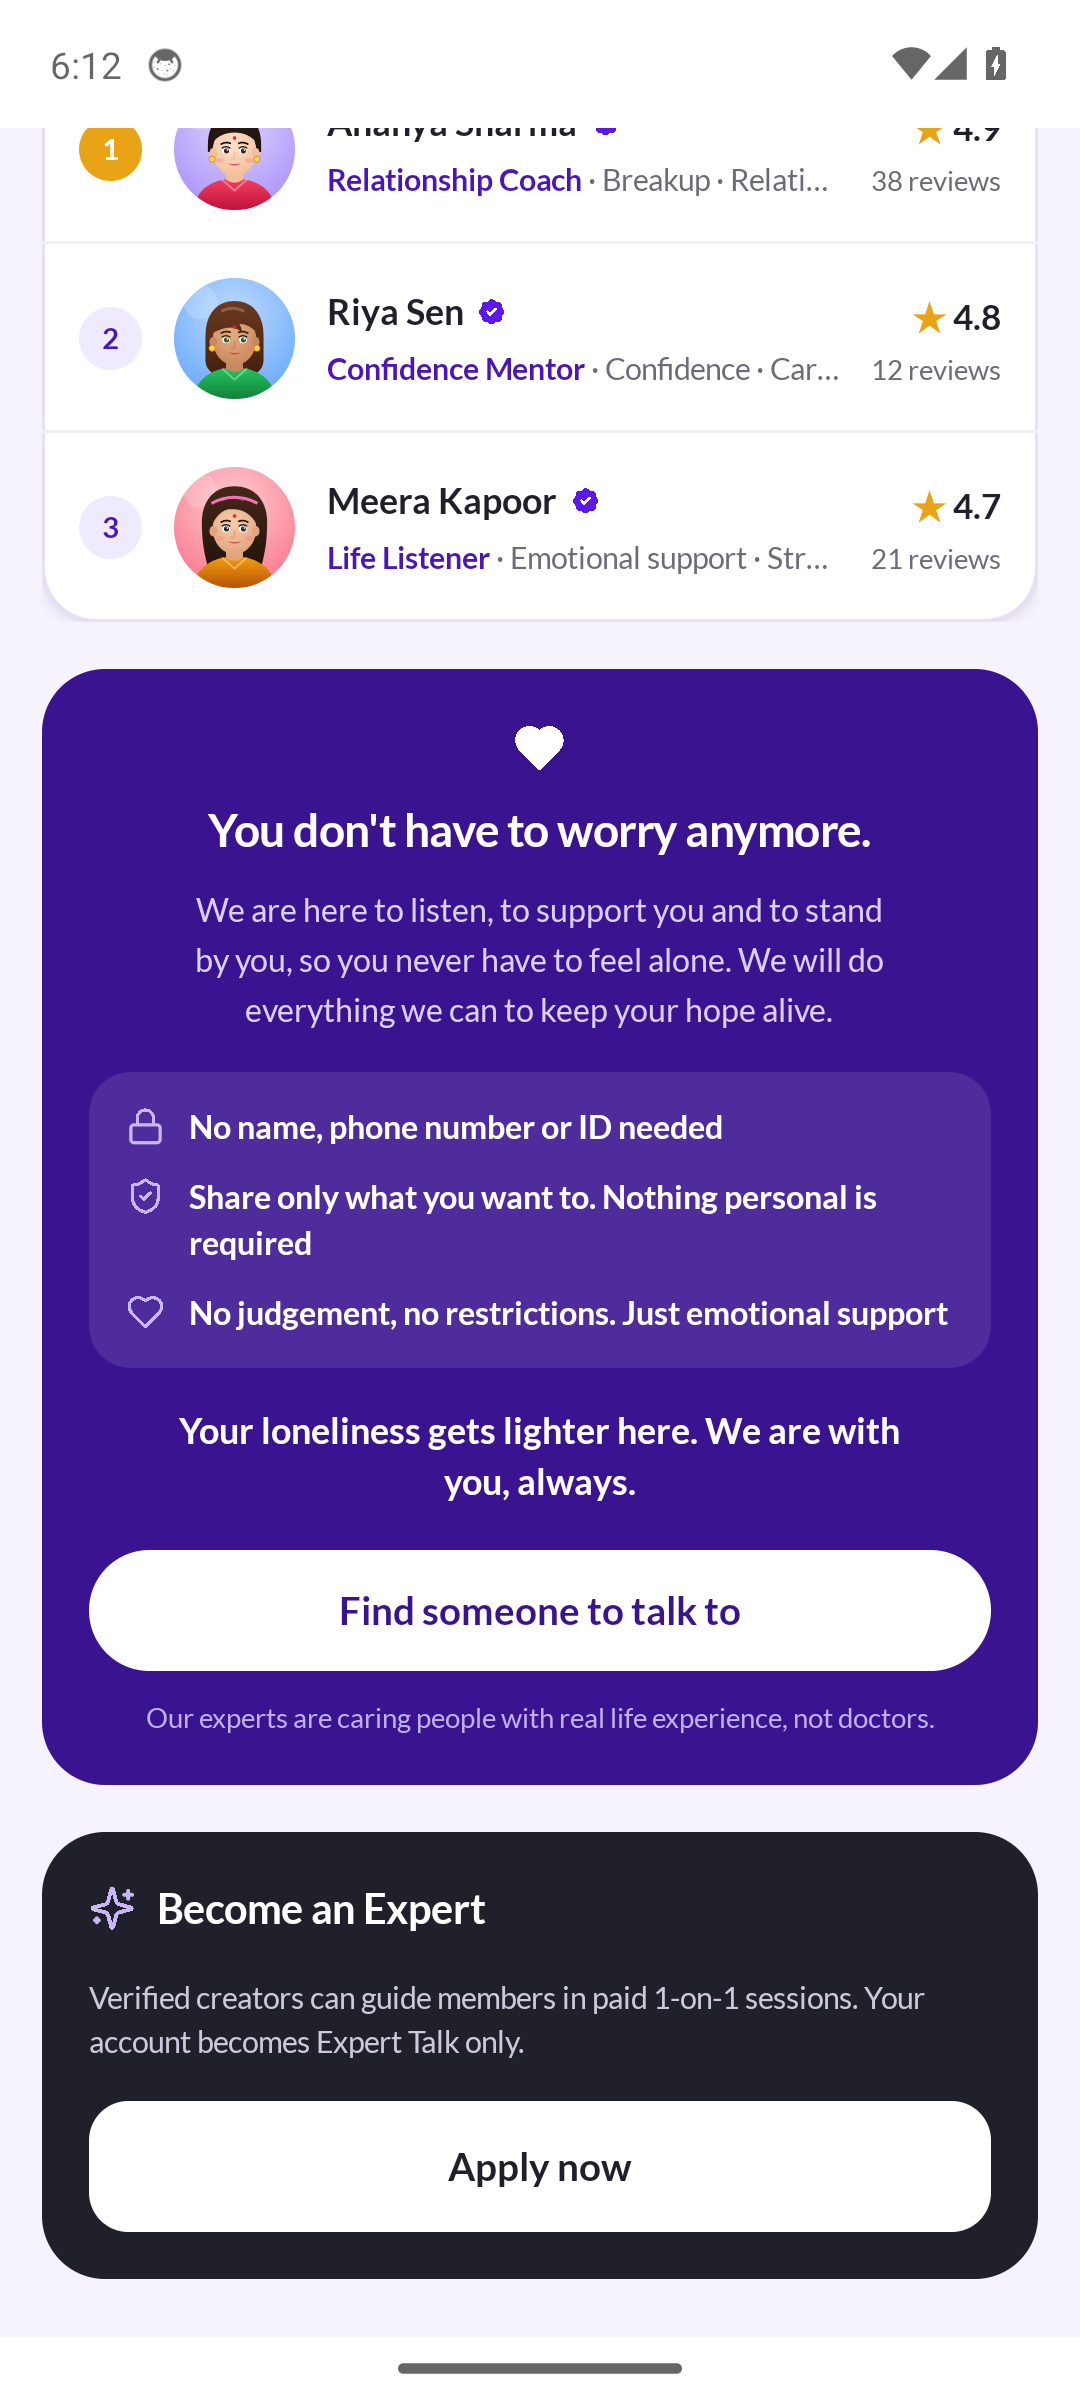 6:12
1
Ananya Sharma
4.9
Relationship Coach · Breakup · Relati...
38 reviews
2
Riya Sen
4.8
Confidence Mentor · Confidence · Car...
12 reviews
3
Meera Kapoor
4.7
Life Listener · Emotional support · Str...
21 reviews
You don't have to worry anymore.
We are here to listen, to support you and to stand
by you, so you never have to feel alone. We will do
everything we can to keep your hope alive.
No name, phone number or ID needed
Share only what you want to. Nothing personal is
required
No judgement, no restrictions. Just emotional support
Your loneliness gets lighter here. We are with
you, always.
Find someone to talk to
Our experts are caring people with real life experience, not doctors.
Become an Expert
Verified creators can guide members in paid 1-on-1 sessions. Your
account becomes Expert Talk only.
Apply now